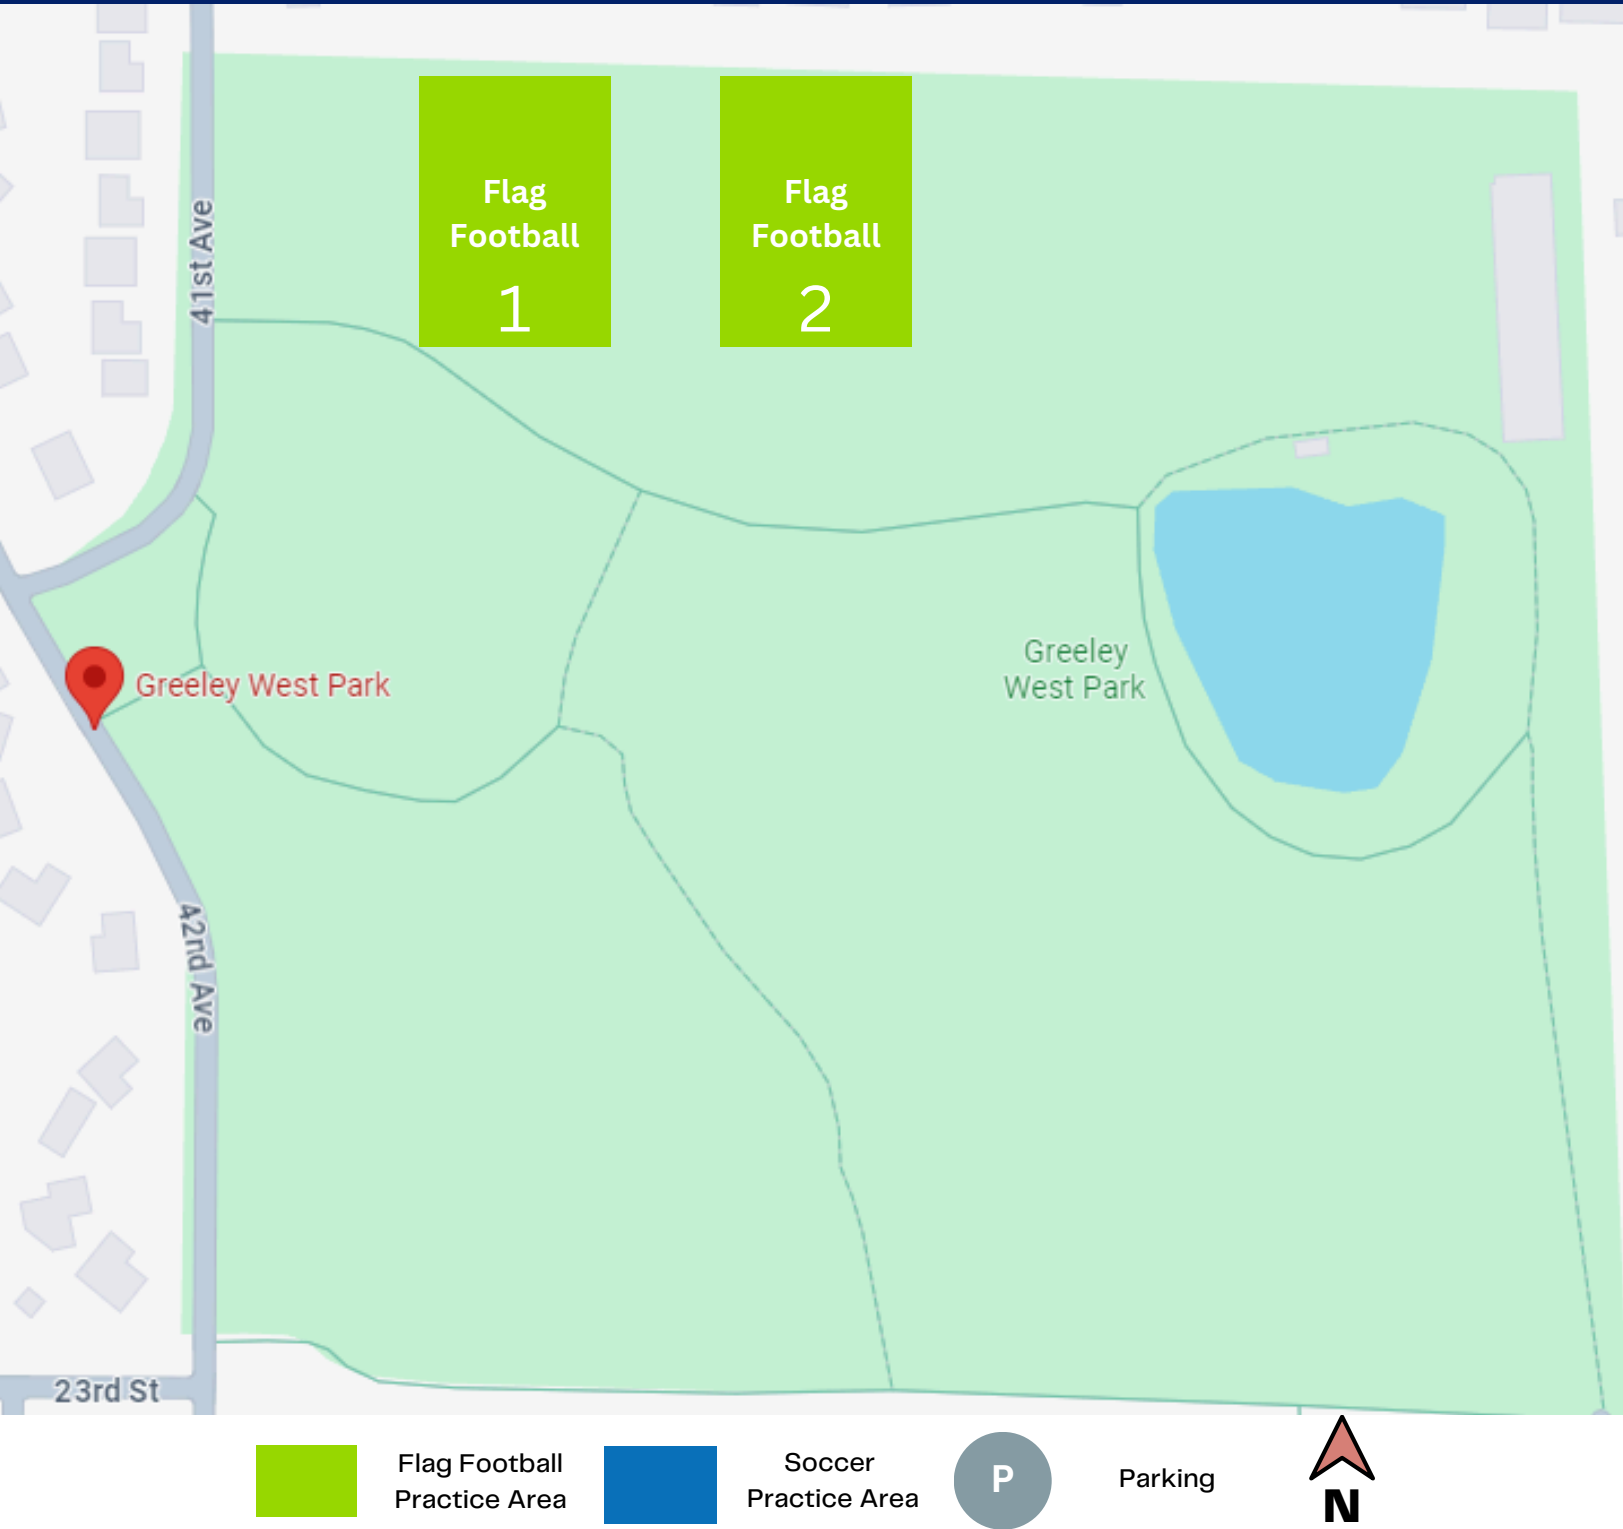 Flag
Football
1
Flag
Football
2
41st Ave
Greeley West Park
Greeley
West Park
42nd Ave
23rd St
Flag Football
Practice Area
Soccer
Practice Area
P
Parking
N